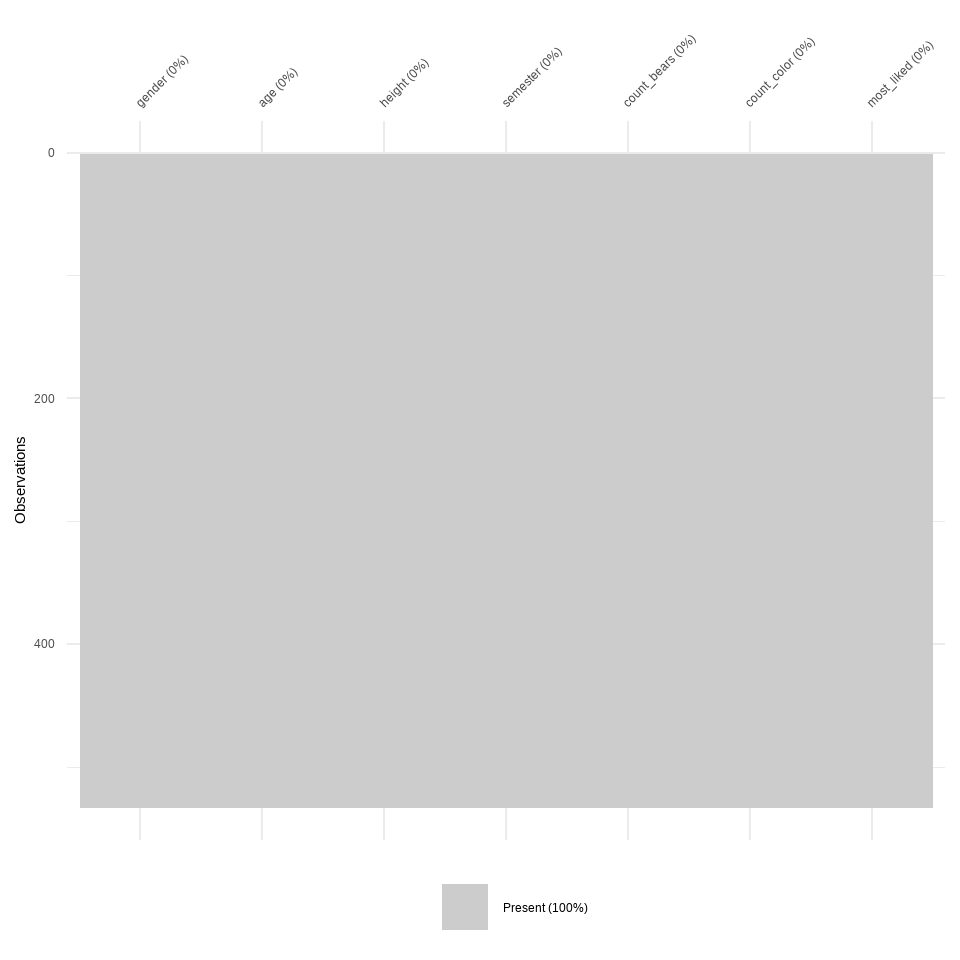 gender (0%)
age (0%)
height (0%)
semester (0%)
count_bears (0%)
count_color (0%)
most_liked (0%)
0
200
400
Observations
Present (100%)